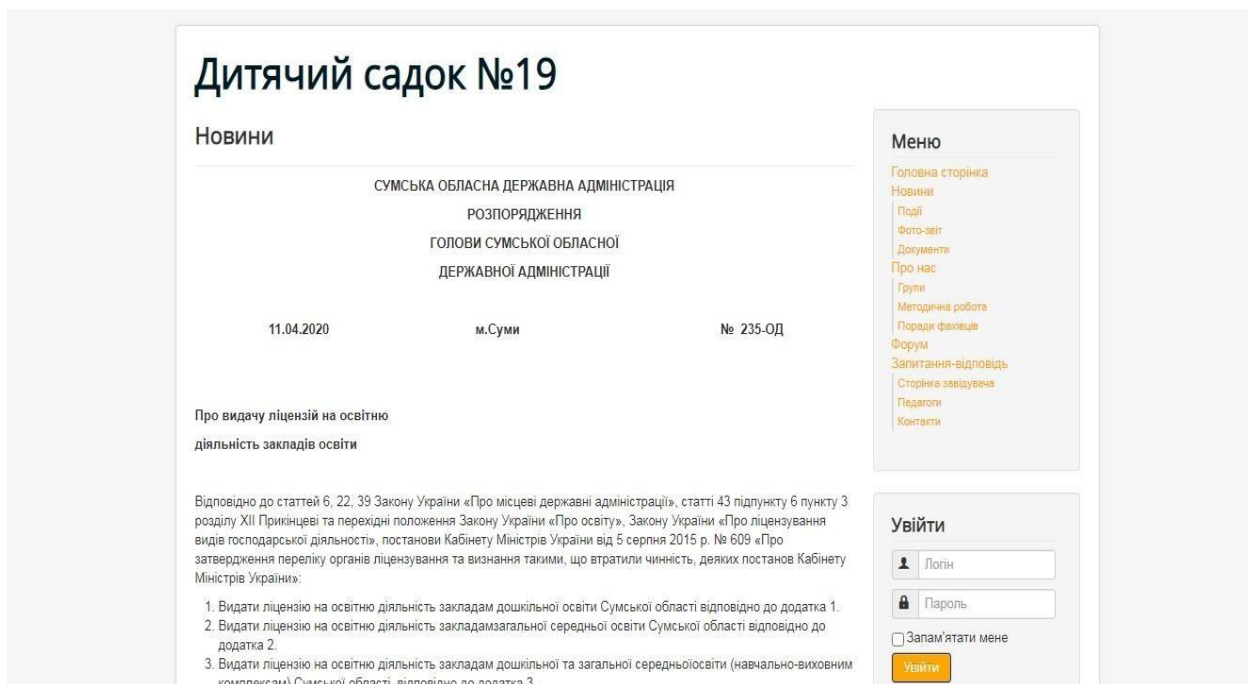 Дитячий садок №19
Новини
СУМСЬКА ОБЛАСНА ДЕРЖАВНА АДМІНІСТРАЦІЯ
РОЗПОРЯДЖЕННЯ
ГОЛОВИ СУМСЬКОЇ ОБЛАСНОЇ
ДЕРЖАВНОЇ АДМІНІСТРАЦІЇ
11.04.2020 м.Суми № 235-ОД
Про видачу ліцензій на освітню
діяльність закладів освіти
Відповідно до статтей 6, 22, 39 Закону України «Про місцеві державні адміністрації», статті 43 підпункту 6 пункту 3
розділу XII Прикінцеві та перехідні положення Закону України «Про освіту», Закону України «Про ліцензування
видів господарської діяльності», постанови Кабінету Міністрів України від 5 серпня 2015 р. № 609 «Про
затвердження переліку органів ліцензування та визнання такими, що втратили чинність, деяких постанов Кабінету
Міністрів України»:
1. Видати ліцензію на освітню діяльність закладам дошкільної освіти Сумської області відповідно до додатка 1.
2. Видати ліцензію на освітню діяльність закладамзагальної середньої освіти Сумської області відповідно до
додатка 2.
3. Видати ліцензію на освітню діяльність закладам дошкільної та загальної середньоїосвіти (навчально-виховним
комплексам) Сумської області, відповідно до додатка 3.
Меню
Головна сторінка
Новини
Події
Фото-звіт
Документи
Про нас
Групи
Методична робота
Поради фахівців
Форум
Запитання-відповідь
Сторінка завідувача
Педагоги
Контакти
Увійти
Логін
Пароль
Запам'ятати мене
Увійти